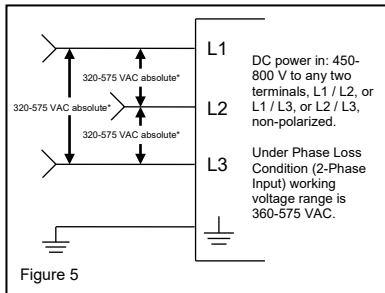 L1
320-575 VAC absolute*
320-575 VAC absolute*
L2
320-575 VAC absolute*
L3
DC power in: 450-
800 V to any two
terminals, L1 / L2, or
L1 / L3, or L2 / L3,
non-polarized.
Under Phase Loss
Condition (2-Phase
Input) working
voltage range is
360-575 VAC.
Figure 5